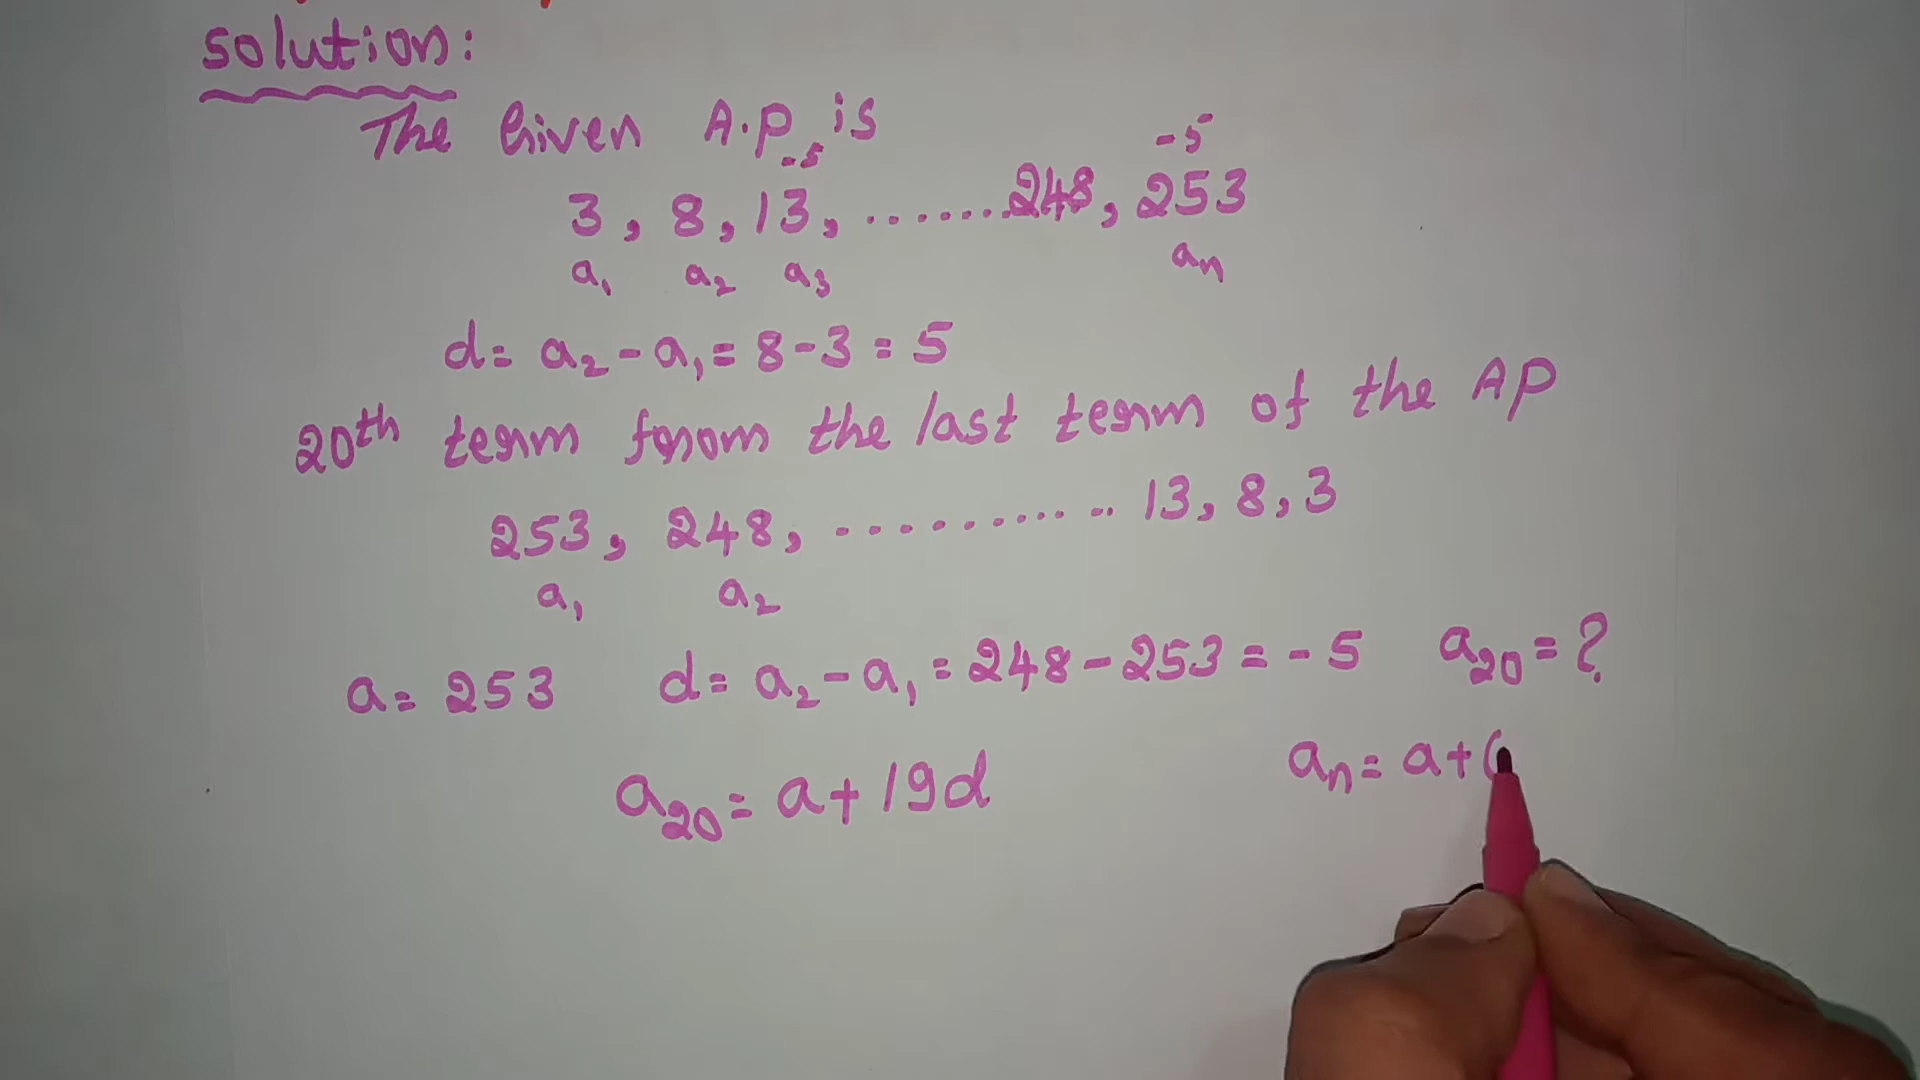 solution:
The Given A.P is
-5 -5
3, 8, 13, ........248, 253
a₁ a₂ a₃ aₙ
d= a₂-a₁= 8-3=5
20th term from the last term of the AP
253, 248, ............. 13, 8, 3
a₁ a₂
a= 253 d= a₂-a₁=248-253=-5 a₂₀=?
a₂₀= a+19d aₙ= a+(